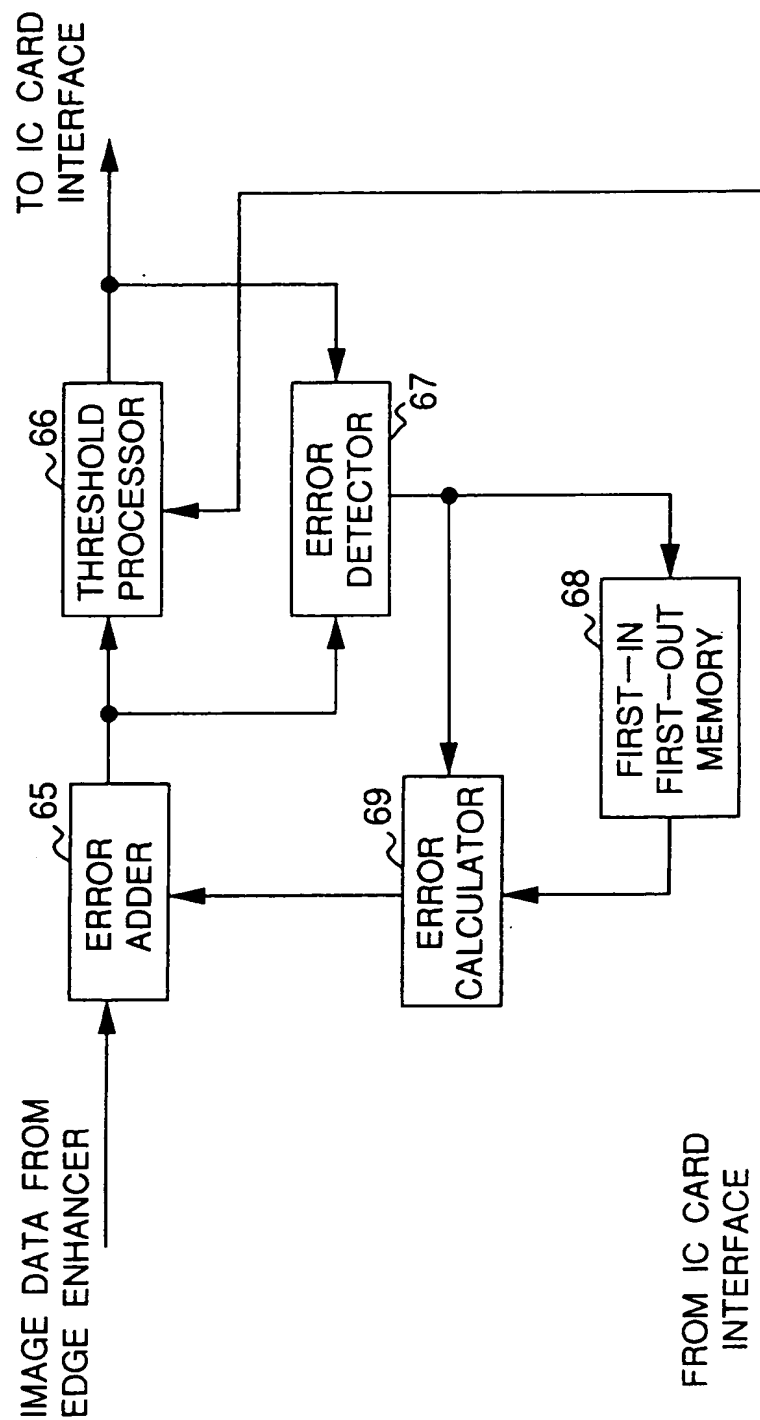 IMAGE DATA FROM
EDGE ENHANCER
65
ERROR
ADDER
66
THRESHOLD
PROCESSOR
TO IC CARD
INTERFACE
67
ERROR
DETECTOR
69
ERROR
CALCULATOR
68
FIRST—IN
FIRST—OUT
MEMORY
FROM IC CARD
INTERFACE